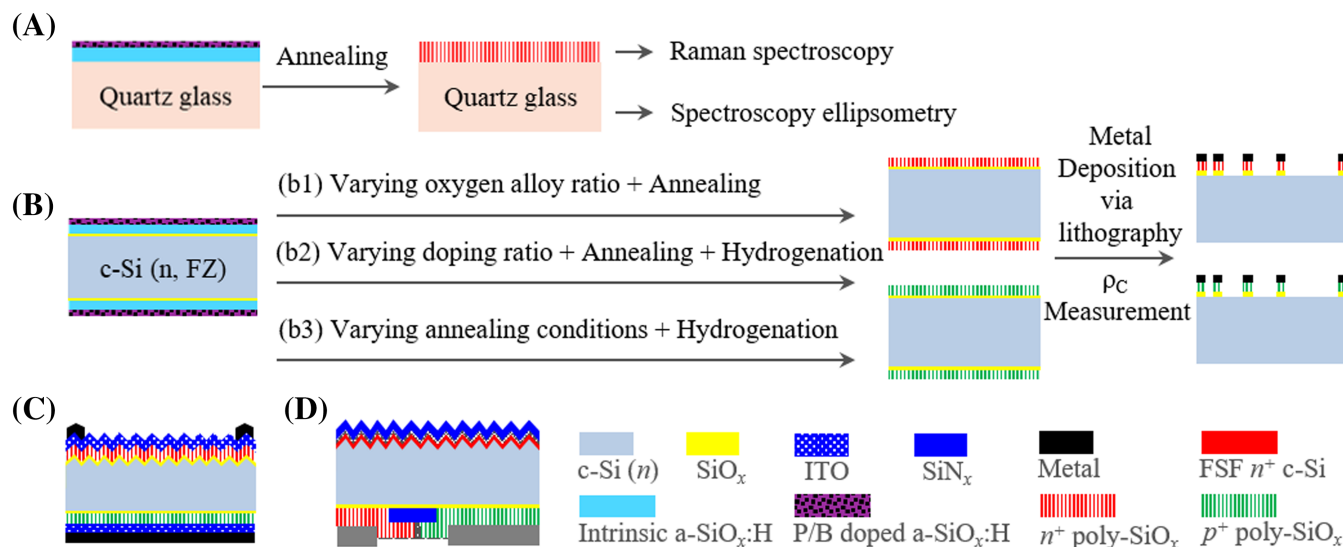 (A)
Annealing
Quartz glass
Quartz glass
Raman spectroscopy
Spectroscopy ellipsometry
(B)
c-Si (n, FZ)
(b1) Varying oxygen alloy ratio + Annealing
(b2) Varying doping ratio + Annealing + Hydrogenation
(b3) Varying annealing conditions + Hydrogenation
Metal
Deposition
via
lithography
ρC
Measurement
(C)
(D)
c-Si (n)
SiOx
ITO
SiNx
Metal
FSF n+ c-Si
Intrinsic a-SiOx:H
P/B doped a-SiOx:H
n+ poly-SiOx
p+ poly-SiOx